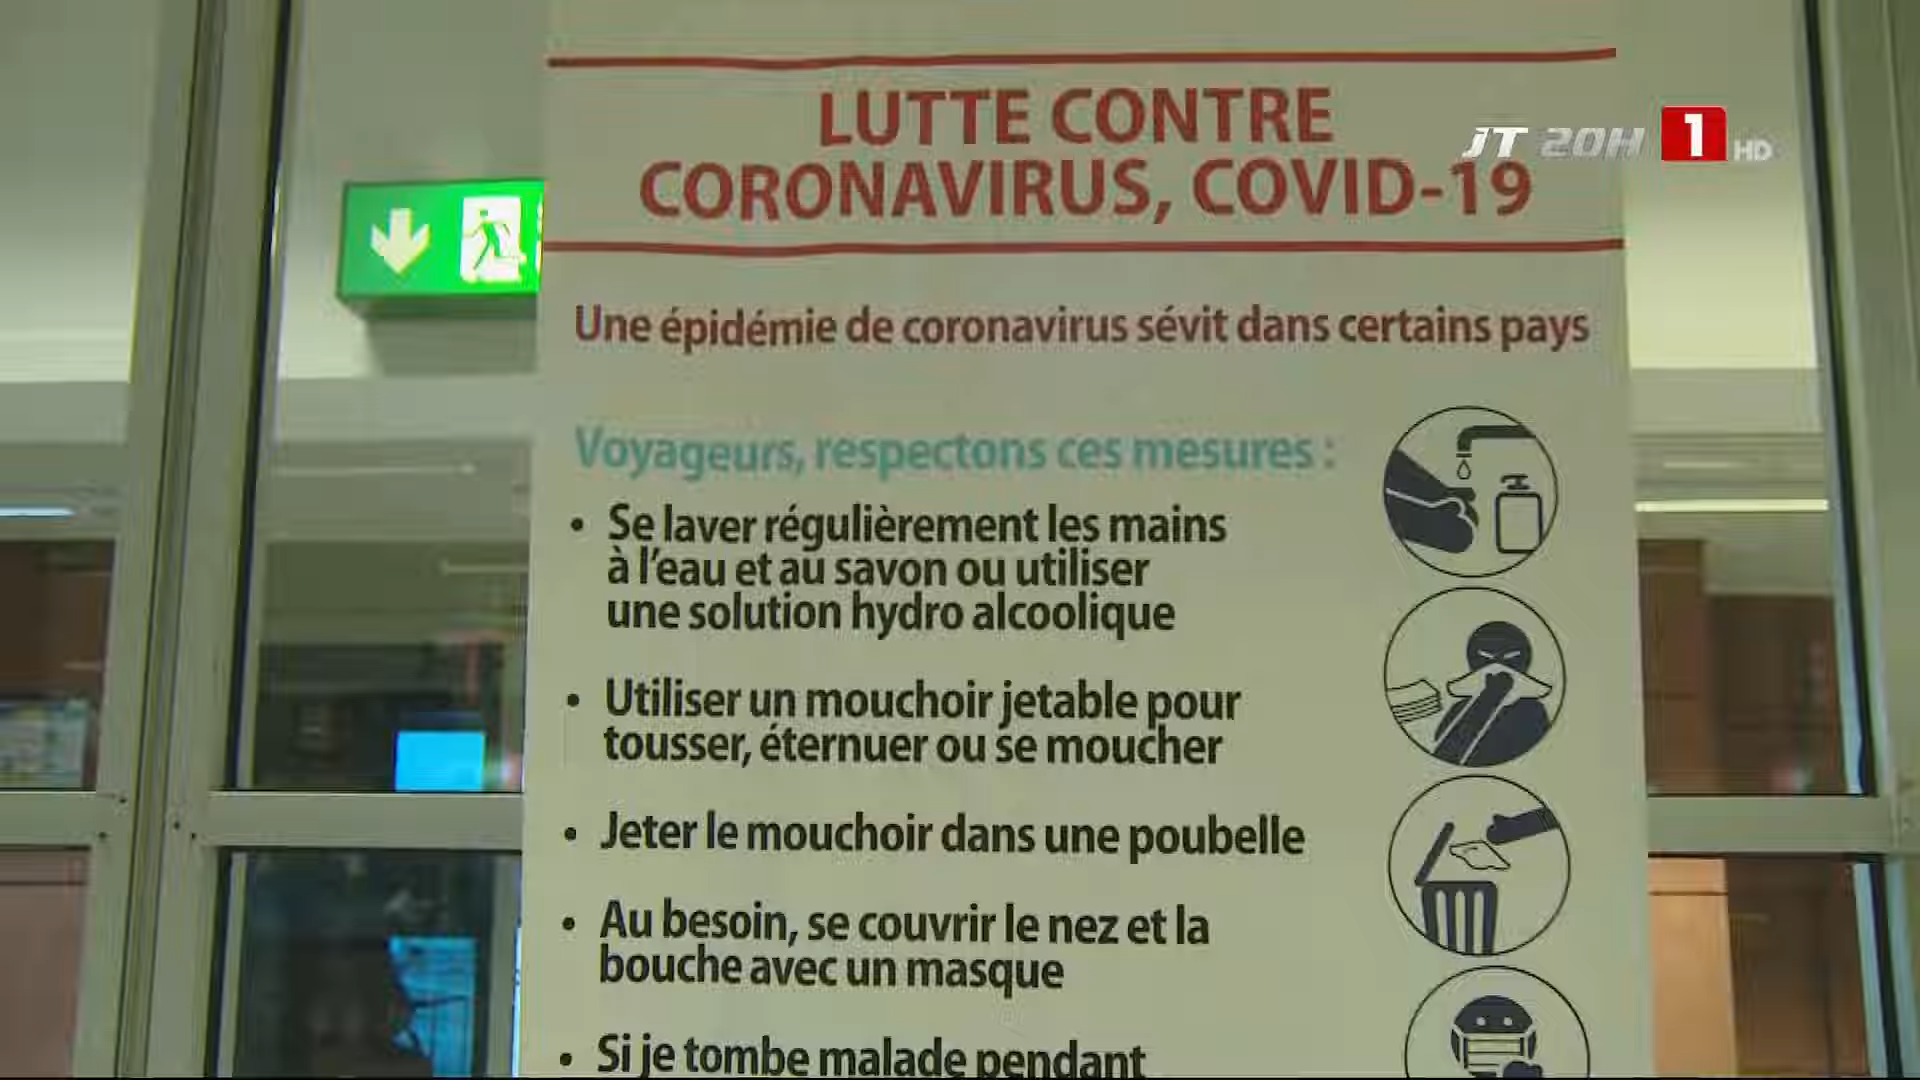 LUTTE CONTRE
CORONAVIRUS, COVID-19
JT 20H 1 HD
Une épidémie de coronavirus sévit dans certains pays
Voyageurs, respectons ces mesures :
• Se laver régulièrement les mains
à l'eau et au savon ou utiliser
une solution hydro alcoolique
• Utiliser un mouchoir jetable pour
tousser, éternuer ou se moucher
• Jeter le mouchoir dans une poubelle
• Au besoin, se couvrir le nez et la
bouche avec un masque
• Si je tombe malade pendant